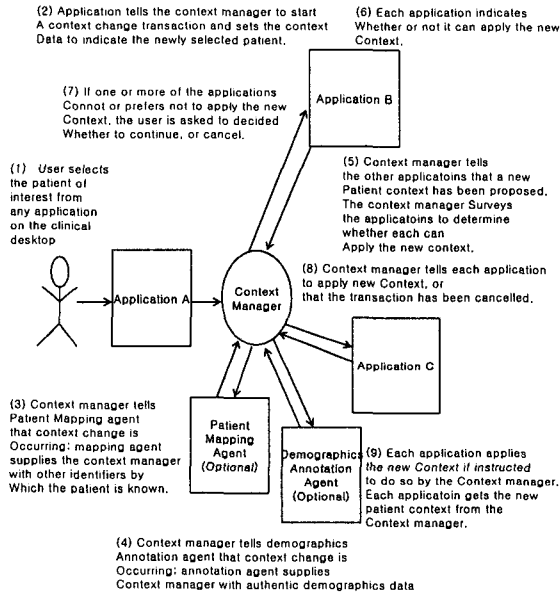 (2) Application tells the context manager to start
A context change transaction and sets the context
Data to indicate the newly selected patient.
(6) Each application indicates
Whether or not it can apply the new
Context.
(7) If one or more of the applications
Connot or prefers not to apply the new
Context, the user is asked to decided
Whether to continue, or cancel.
Application B
(1) User selects
the patient of
interest from
any application
on the clinical
desktop
(5) Context manager tells
the other applicatoins that a new
Patient context has been proposed.
The context manager Surveys
the applicatoins to determine
whether each can
Apply the new context.
Application A
Context
Manager
(8) Context manager tells each application
to apply new Context, or
that the transaction has been cancelled.
Application C
(3) Context manager tells
Patient Mapping agent
that context change is
Occurring; mapping agent
supplies the context manager
with other identifiers by
Which the patient is known.
Patient
Mapping
Agent
(Optional)
Demographics
Annotation
Agent
(Optional)
(9) Each application applies
the new Context if instructed
to do so by the Context manager.
Each applicatoin gets the new
patient context from the
Context manager.
(4) Context manager tells demographics
Annotation agent that context change is
Occurring; annotation agent supplies
Context manager with authentic demographics data